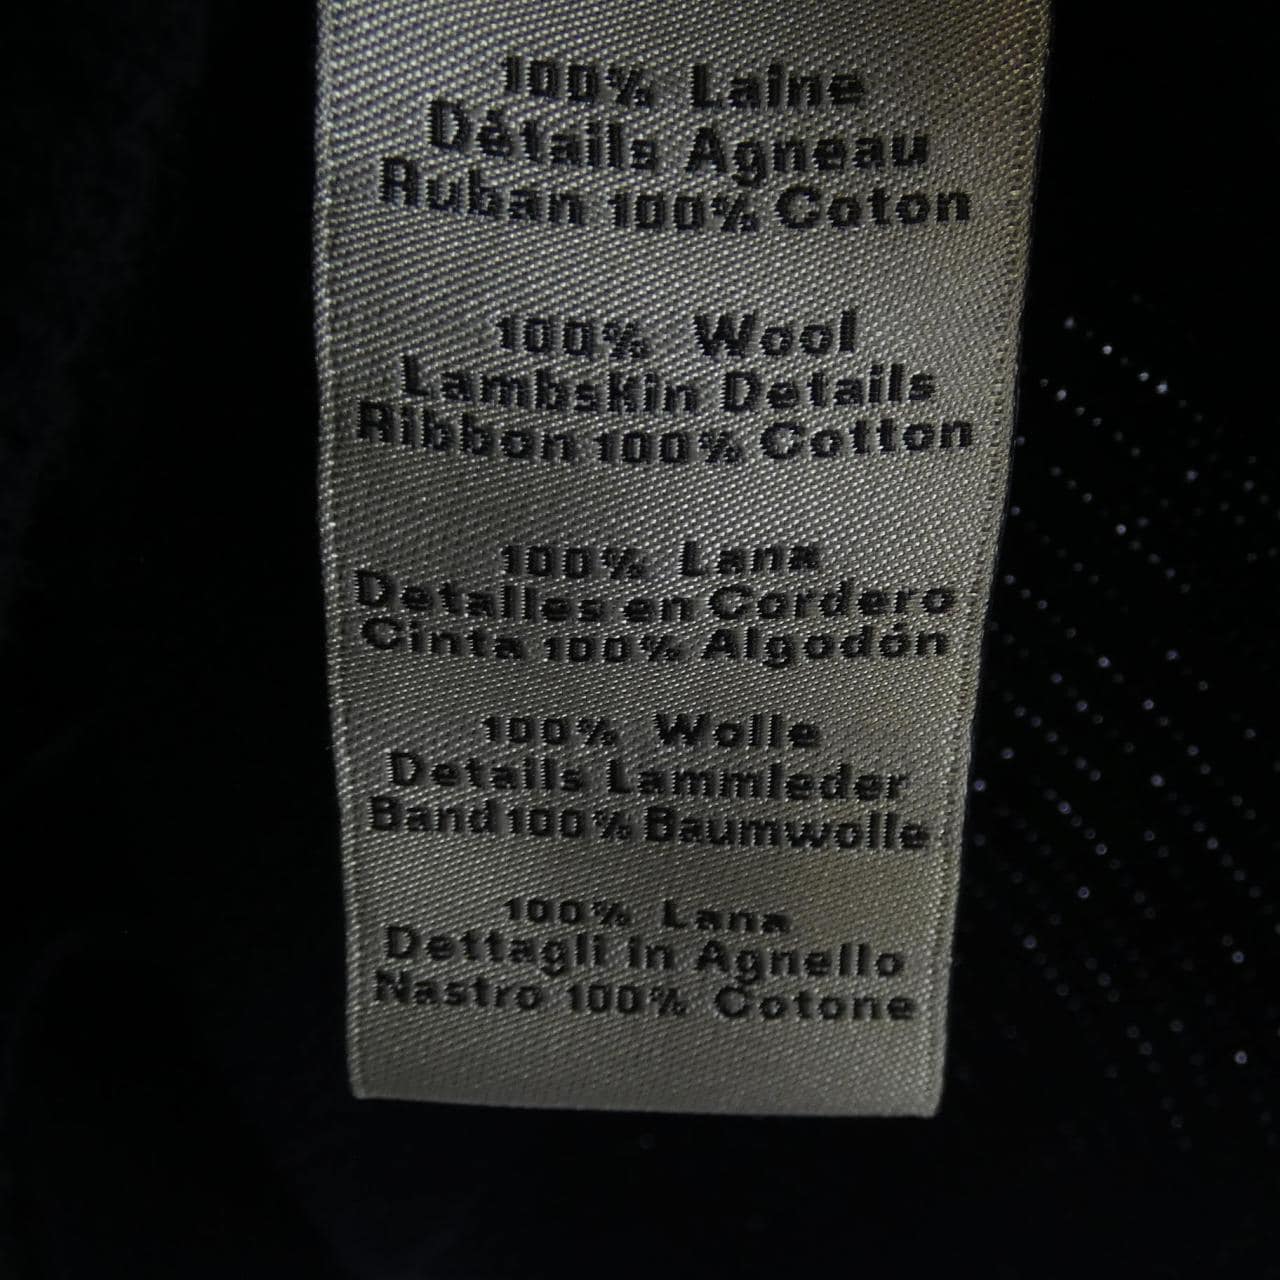 100% Laine
Détails Agneau
Ruban 100% Coton
100% Wool
Lambskin Details
Ribbon 100% Cotton
100% Lana
Detalles en Cordero
Cinta 100% Algodón
100% Wolle
Details Lammleder
Band 100% Baumwolle
100% Lana
Dettagli in Agnello
Nastro 100% Cotone